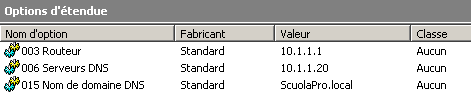 Options d'étendue
Nom d'option Fabricant Valeur Classe
003 Routeur Standard 10.1.1.1 Aucun
006 Serveurs DNS Standard 10.1.1.20 Aucun
015 Nom de domaine DNS Standard ScuolaPro.local Aucun